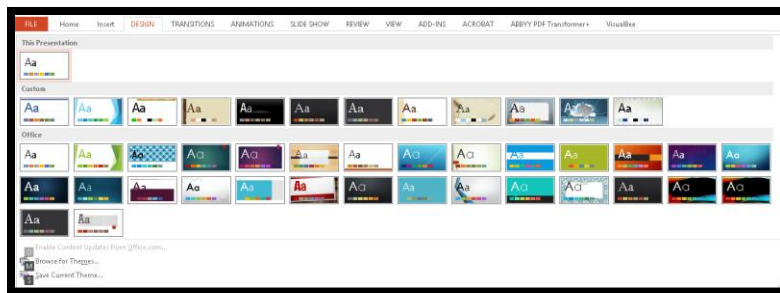 FILE Home Insert DESIGN TRANSITIONS ANIMATIONS SLIDE SHOW REVIEW VIEW ADD-INS ACROBAT ABBYY PDF Transformer+ VisualBee
This Presentation
Aa
Custom
Aa Aa Aa Aa Aa Aa Aa Aa Aa Aa Aa Aa
Office
Aa Aa Aa Aa Aa Aa Aa Aa Aa Aa Aa Aa Aa Aa
Aa Aa Aa Aa Aa Aa Aa Aa Aa Aa Aa Aa Aa Aa
Aa Aa
Enable Content Updates from Office.com...
Browse for Themes...
M
Save Current Theme...
S